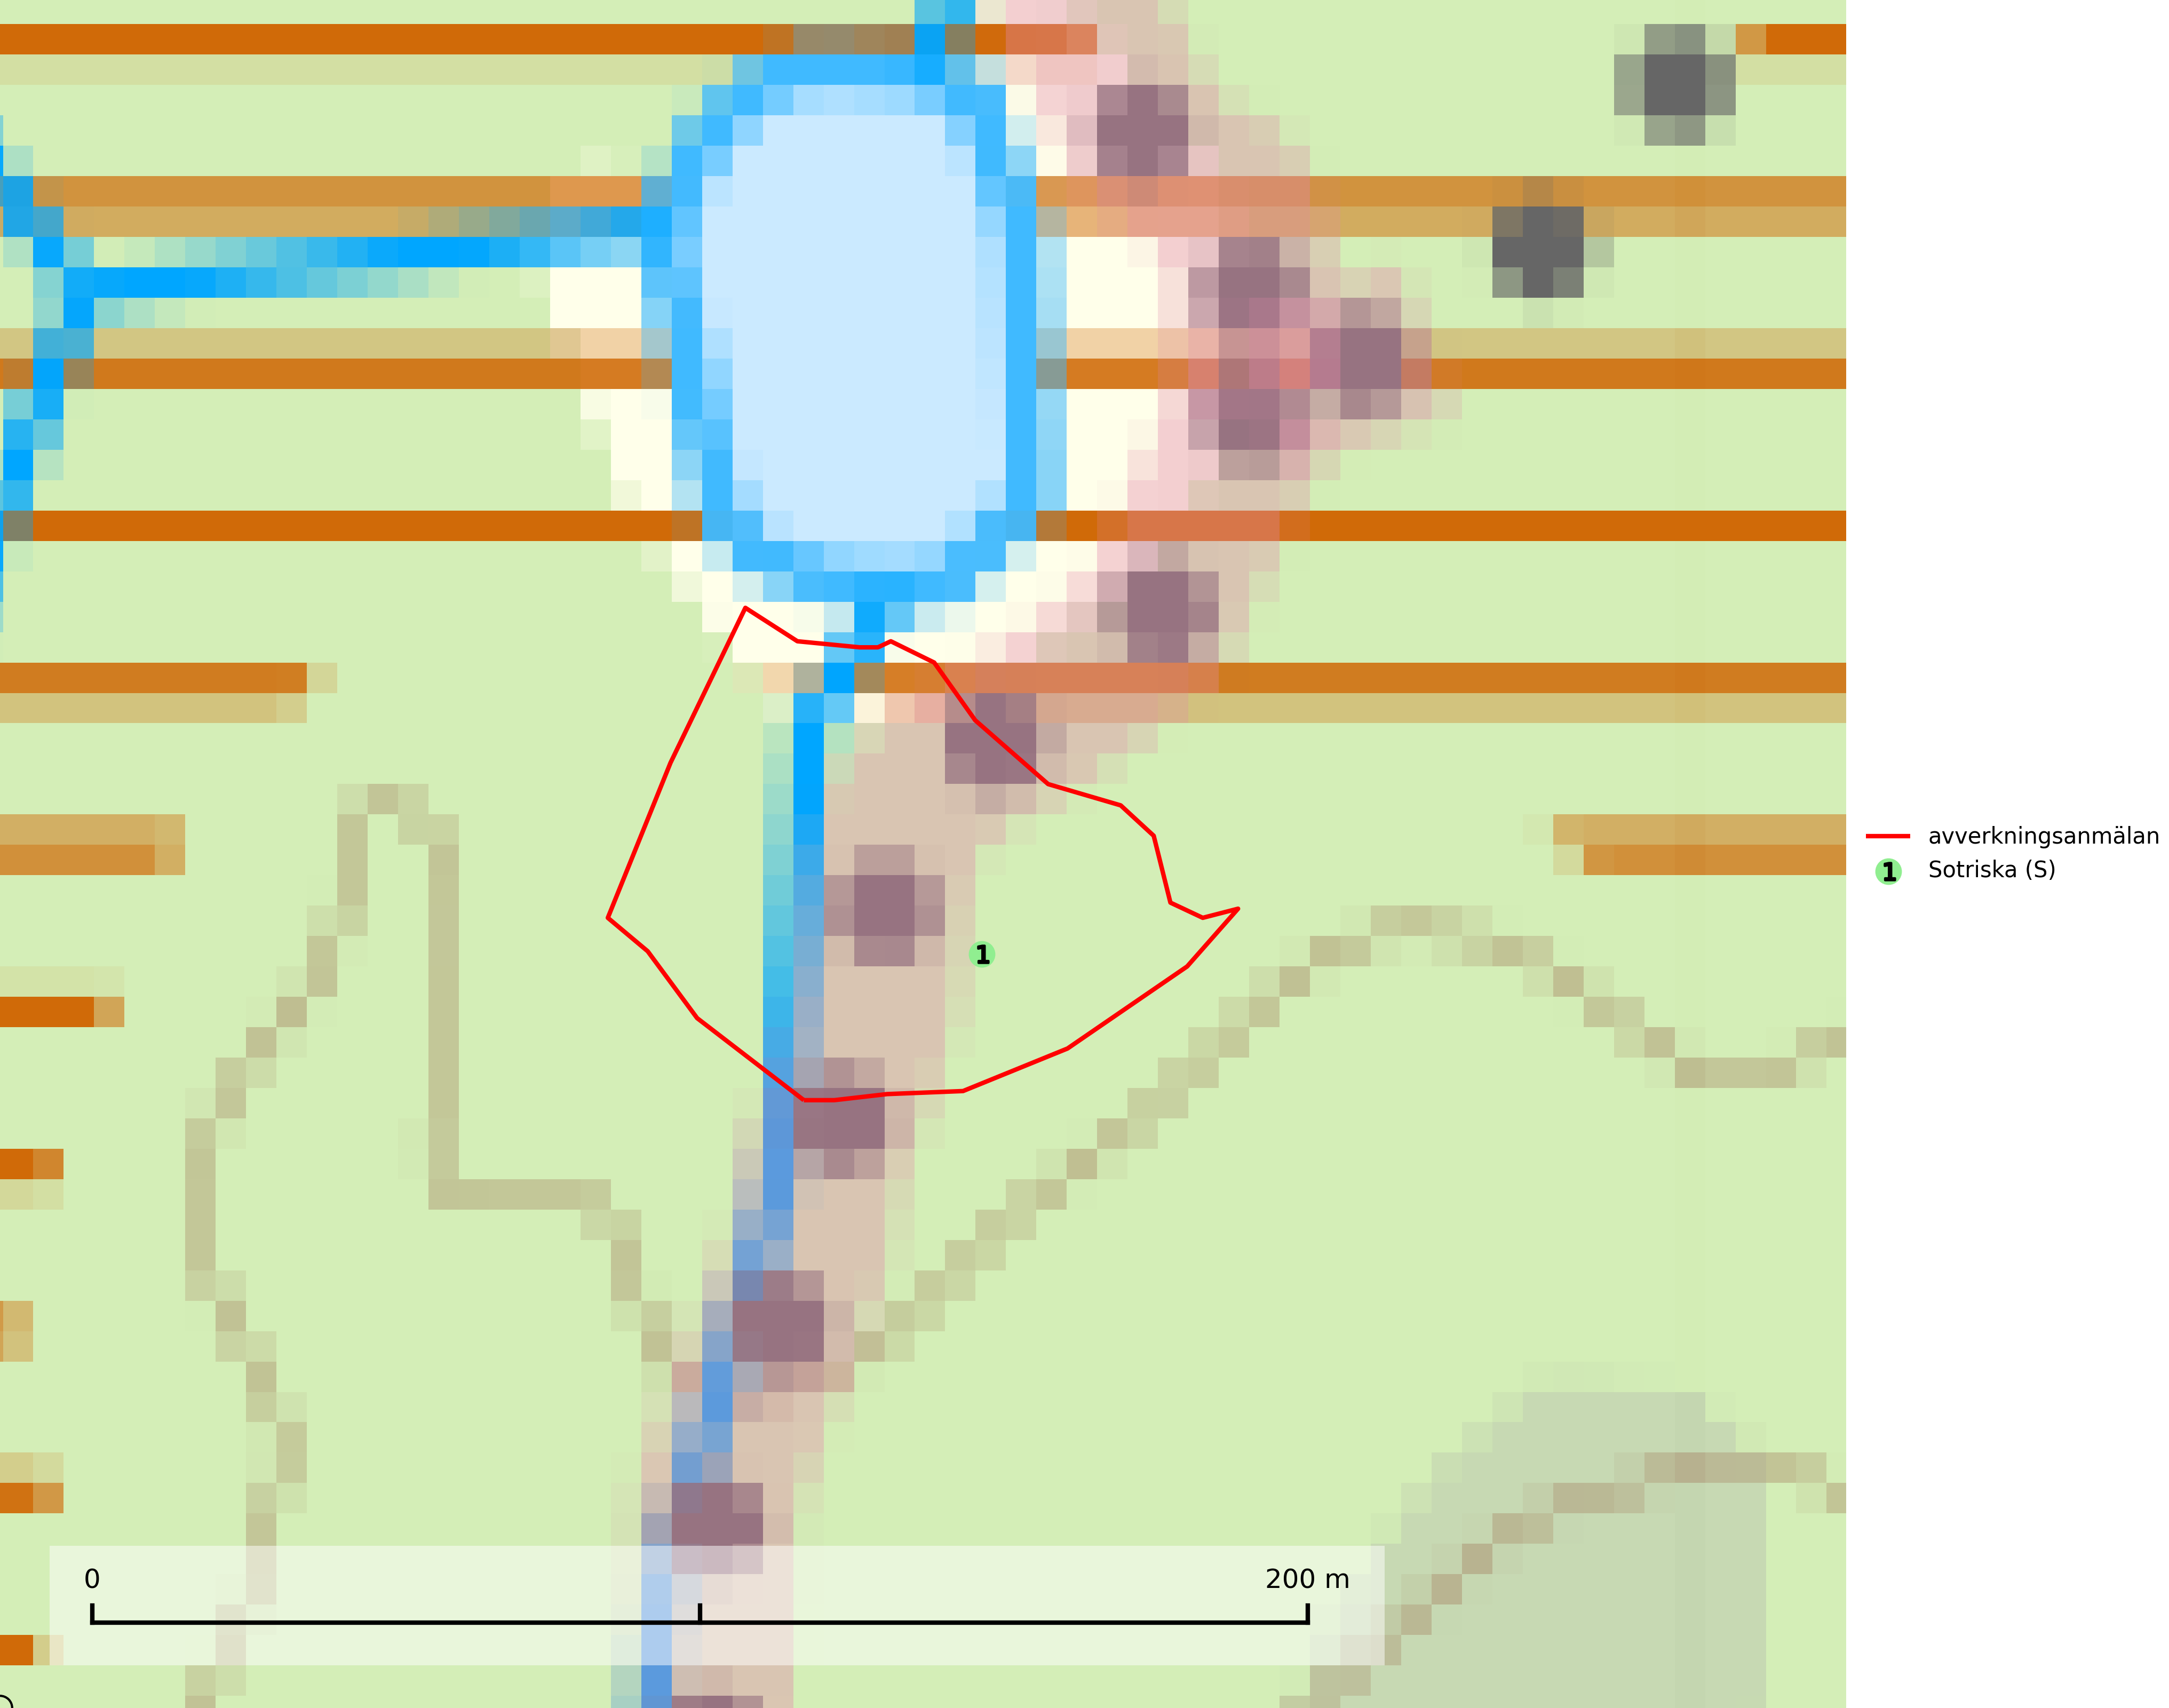 avverkningsanmälan
1 Sotriska (S)
1
0 200 m